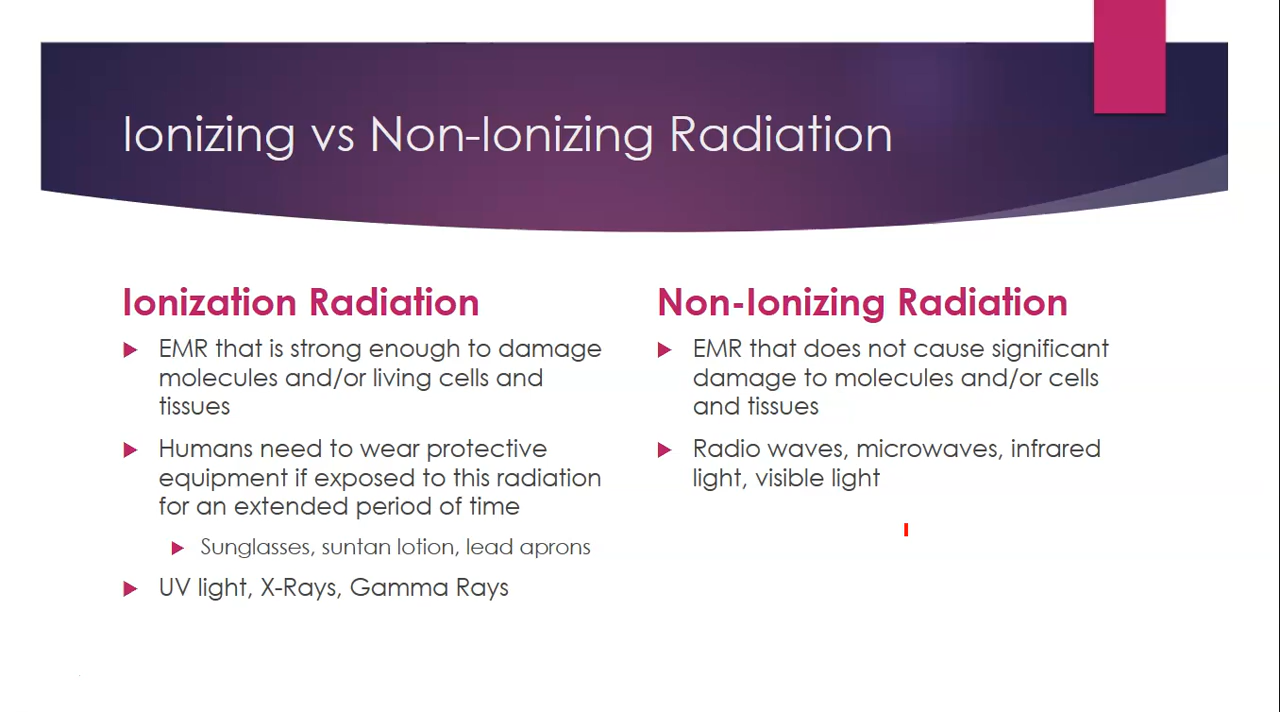 Ionizing vs Non-Ionizing Radiation
Ionization Radiation
EMR that is strong enough to damage
molecules and/or living cells and
tissues
Humans need to wear protective
equipment if exposed to this radiation
for an extended period of time
Sunglasses, suntan lotion, lead aprons
UV light, X-Rays, Gamma Rays
Non-Ionizing Radiation
EMR that does not cause significant
damage to molecules and/or cells
and tissues
Radio waves, microwaves, infrared
light, visible light